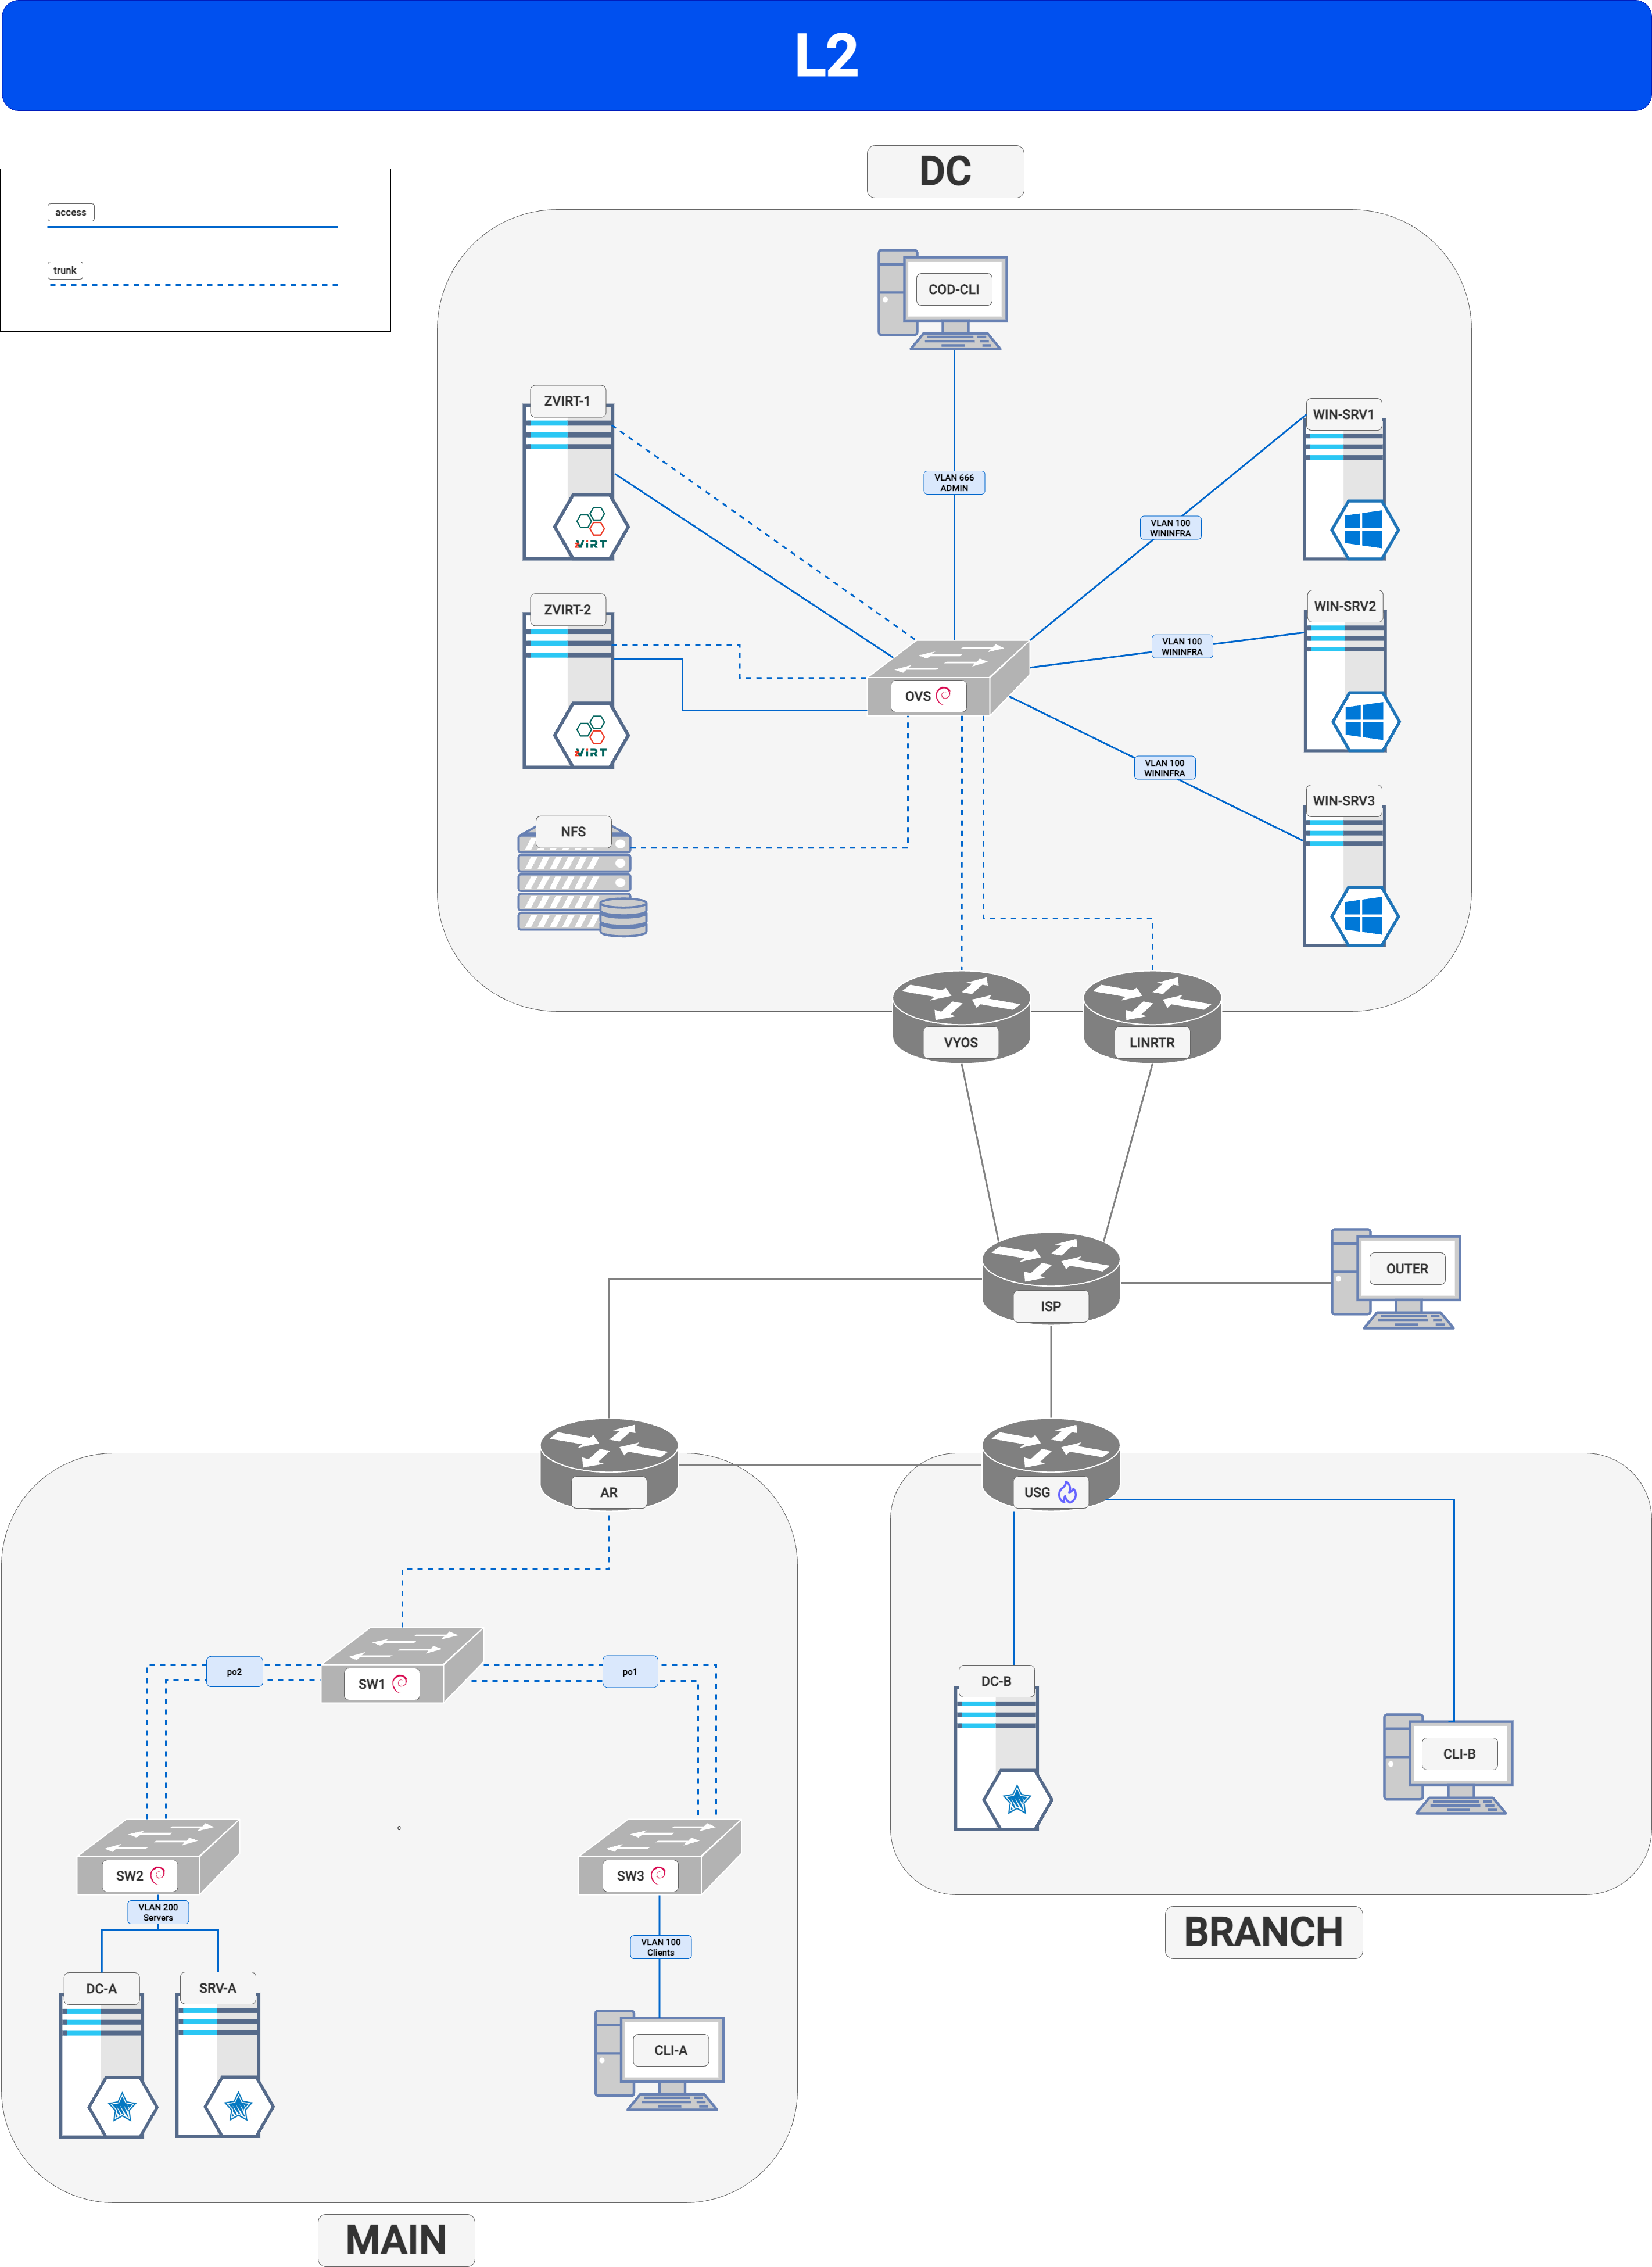 L2
DC
access
trunk
COD-CLI
ZVIRT-1
WIN-SRV1
VLAN 666
ADMIN
VLAN 100
WININFRA
zViRT
ZVIRT-2
WIN-SRV2
VLAN 100
WININFRA
OVS
zViRT
VLAN 100
WININFRA
WIN-SRV3
NFS
VYOS
LINRTR
OUTER
ISP
AR
USG
po2
SW1
po1
DC-B
CLI-B
c
SW2
SW3
VLAN 200
Servers
VLAN 100
Clients
BRANCH
DC-A
SRV-A
CLI-A
MAIN